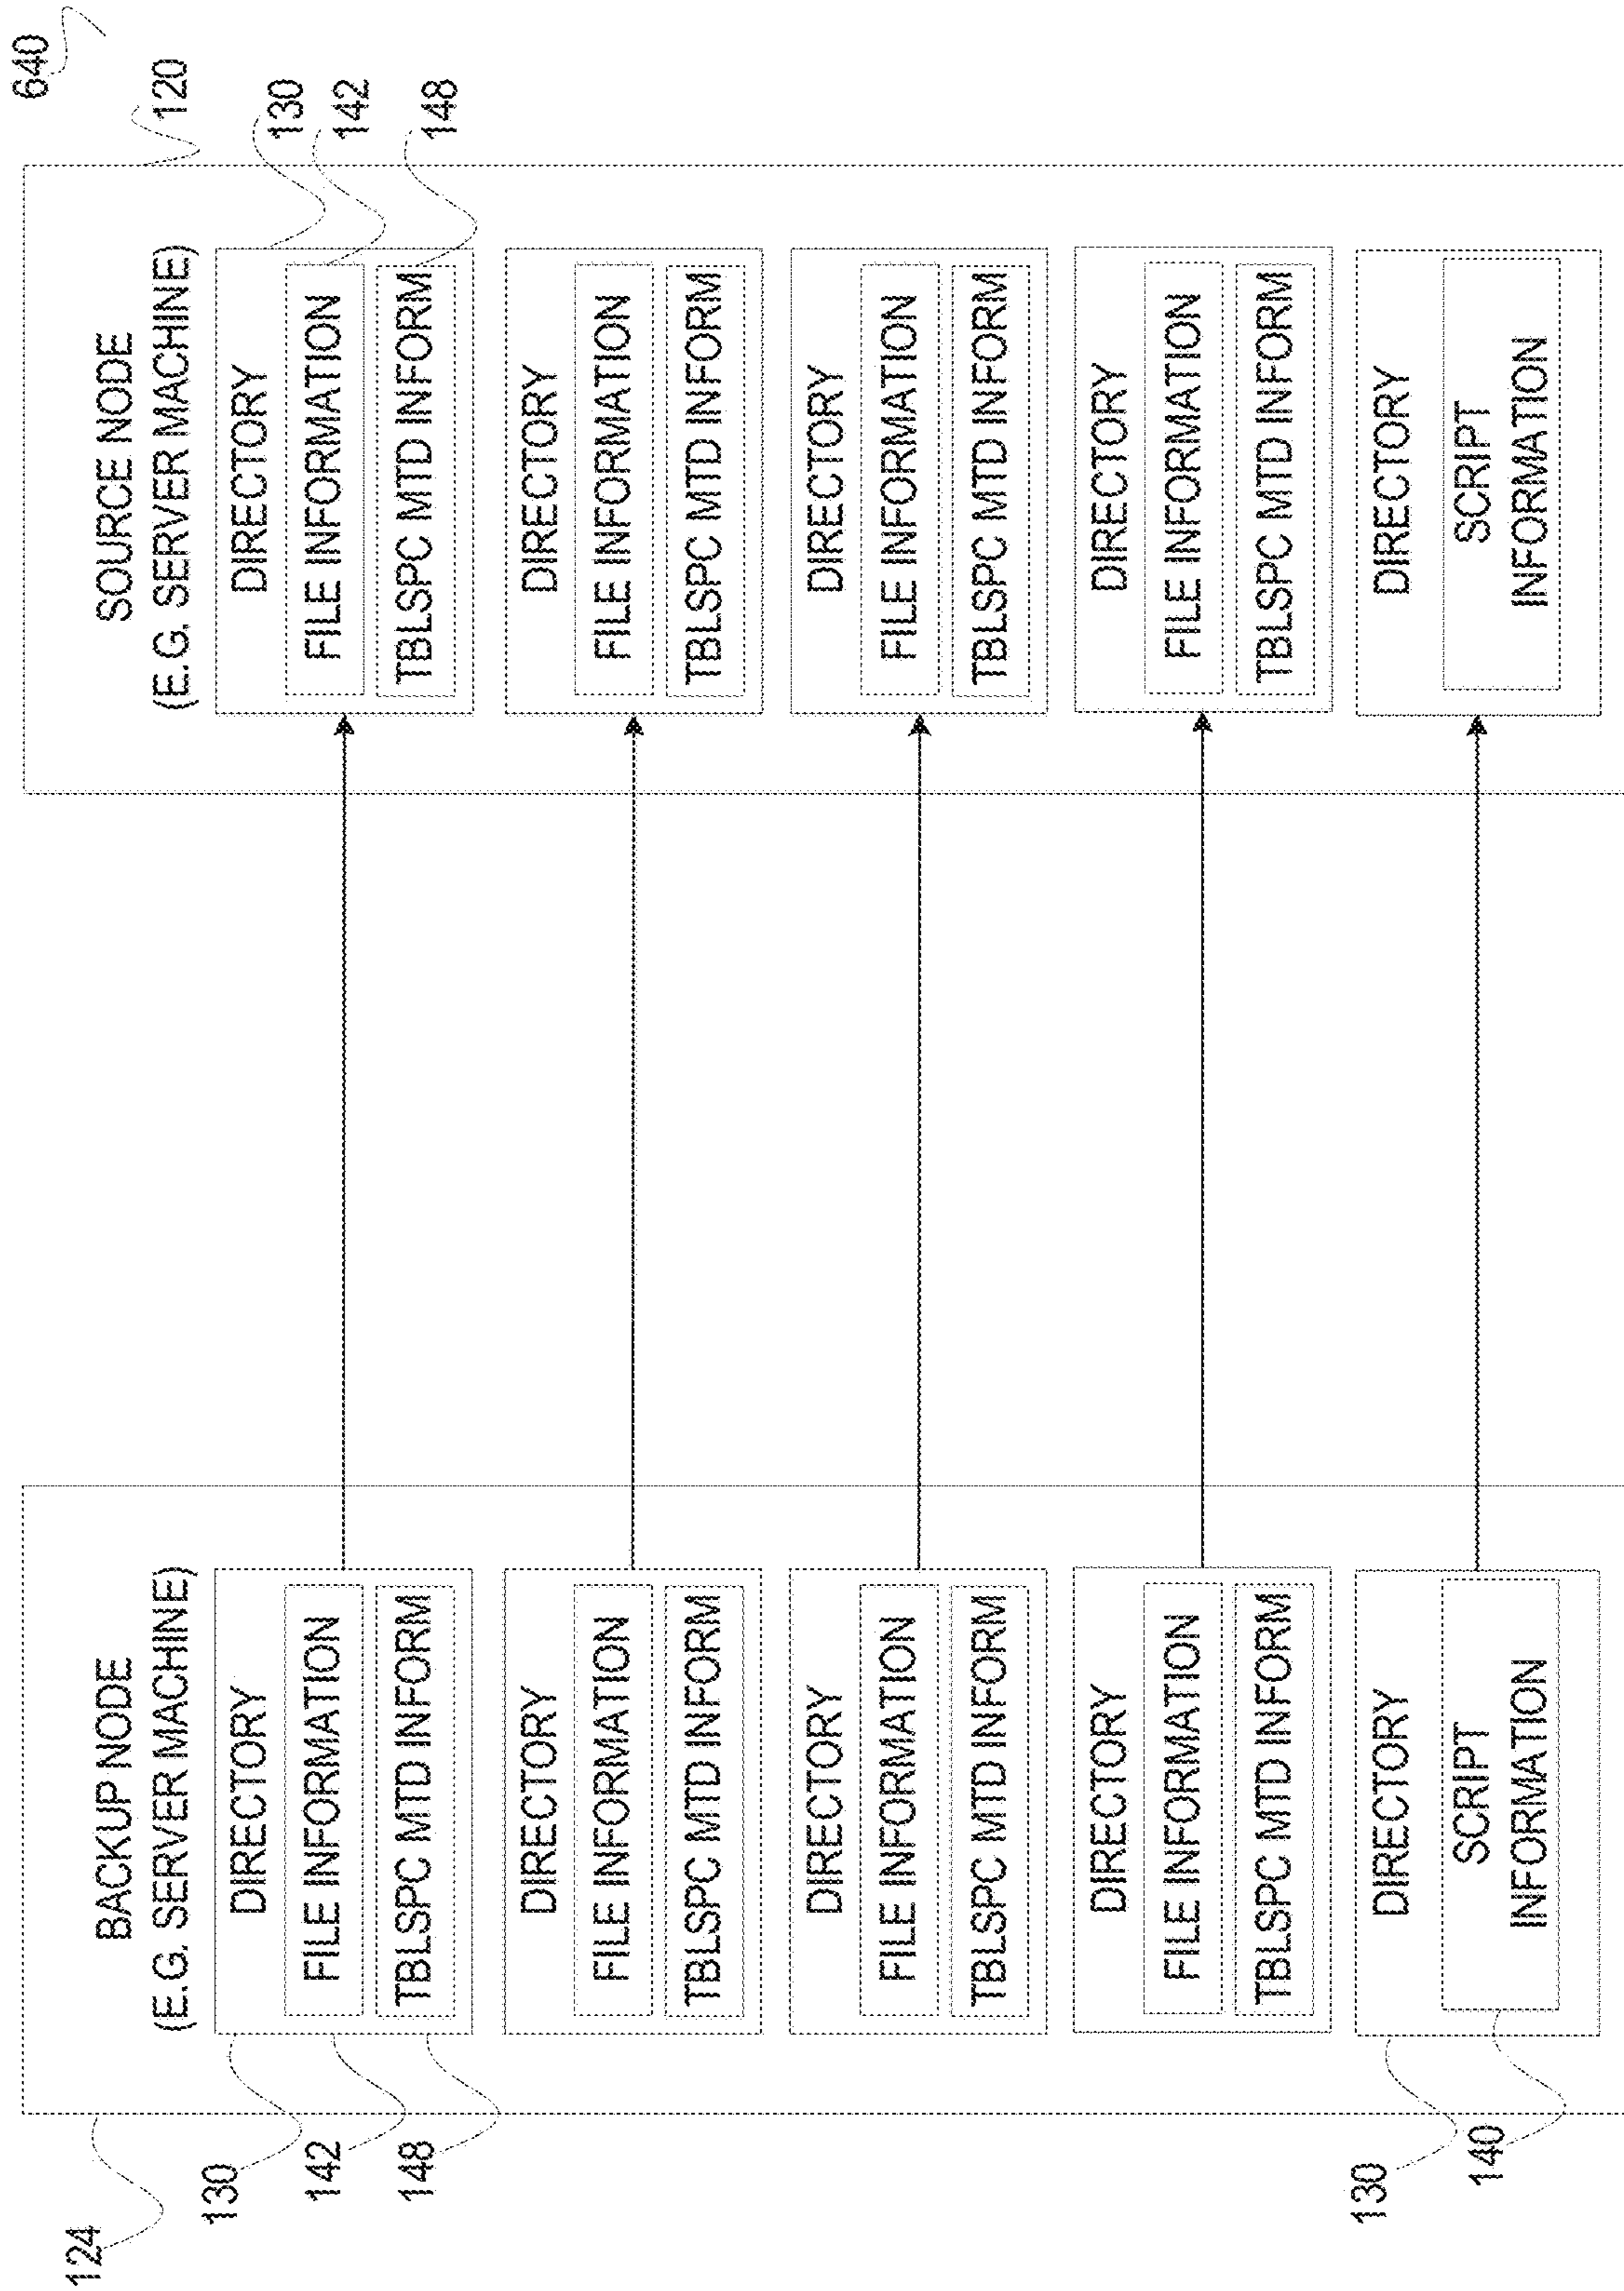 640
124
BACKUP NODE
(E.G. SERVER MACHINE)
130
DIRECTORY
142
FILE INFORMATION
148
TBLSPC MTD INFORM
DIRECTORY
FILE INFORMATION
TBLSPC MTD INFORM
DIRECTORY
FILE INFORMATION
TBLSPC MTD INFORM
DIRECTORY
FILE INFORMATION
TBLSPC MTD INFORM
130
DIRECTORY
140
SCRIPT
INFORMATION
120
SOURCE NODE
(E.G. SERVER MACHINE)
130
DIRECTORY
142
FILE INFORMATION
148
TBLSPC MTD INFORM
DIRECTORY
FILE INFORMATION
TBLSPC MTD INFORM
DIRECTORY
FILE INFORMATION
TBLSPC MTD INFORM
DIRECTORY
FILE INFORMATION
TBLSPC MTD INFORM
DIRECTORY
SCRIPT
INFORMATION